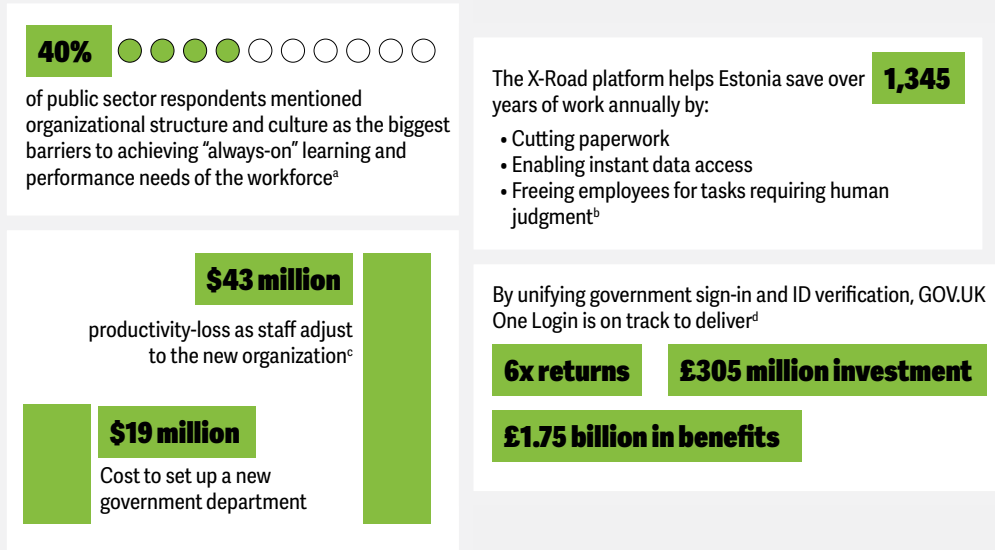 40%
of public sector respondents mentioned
organizational structure and culture as the biggest
barriers to achieving “always-on” learning and
performance needs of the workforceᵃ
$43 million
productivity-loss as staff adjust
to the new organizationᶜ
$19 million
Cost to set up a new
government department
The X-Road platform helps Estonia save over 1,345
years of work annually by:
• Cutting paperwork
• Enabling instant data access
• Freeing employees for tasks requiring human
judgmentᵇ
By unifying government sign-in and ID verification, GOV.UK
One Login is on track to deliverᵈ
6x returns £305 million investment
£1.75 billion in benefits